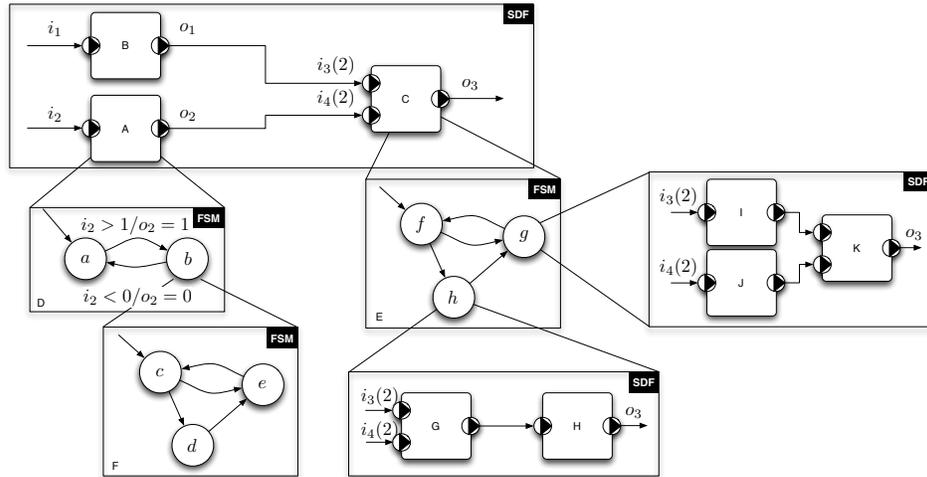 SDF
i₁
B
o₁
i₂
A
o₂
i₃(2)
i₄(2)
C
o₃
FSM
i₂ > 1/o₂ = 1
a
b
i₂ < 0/o₂ = 0
D
FSM
c
e
d
F
FSM
f
g
h
E
SDF
i₃(2)
I
i₄(2)
J
K
o₃
SDF
i₃(2)
i₄(2)
G
H
o₃